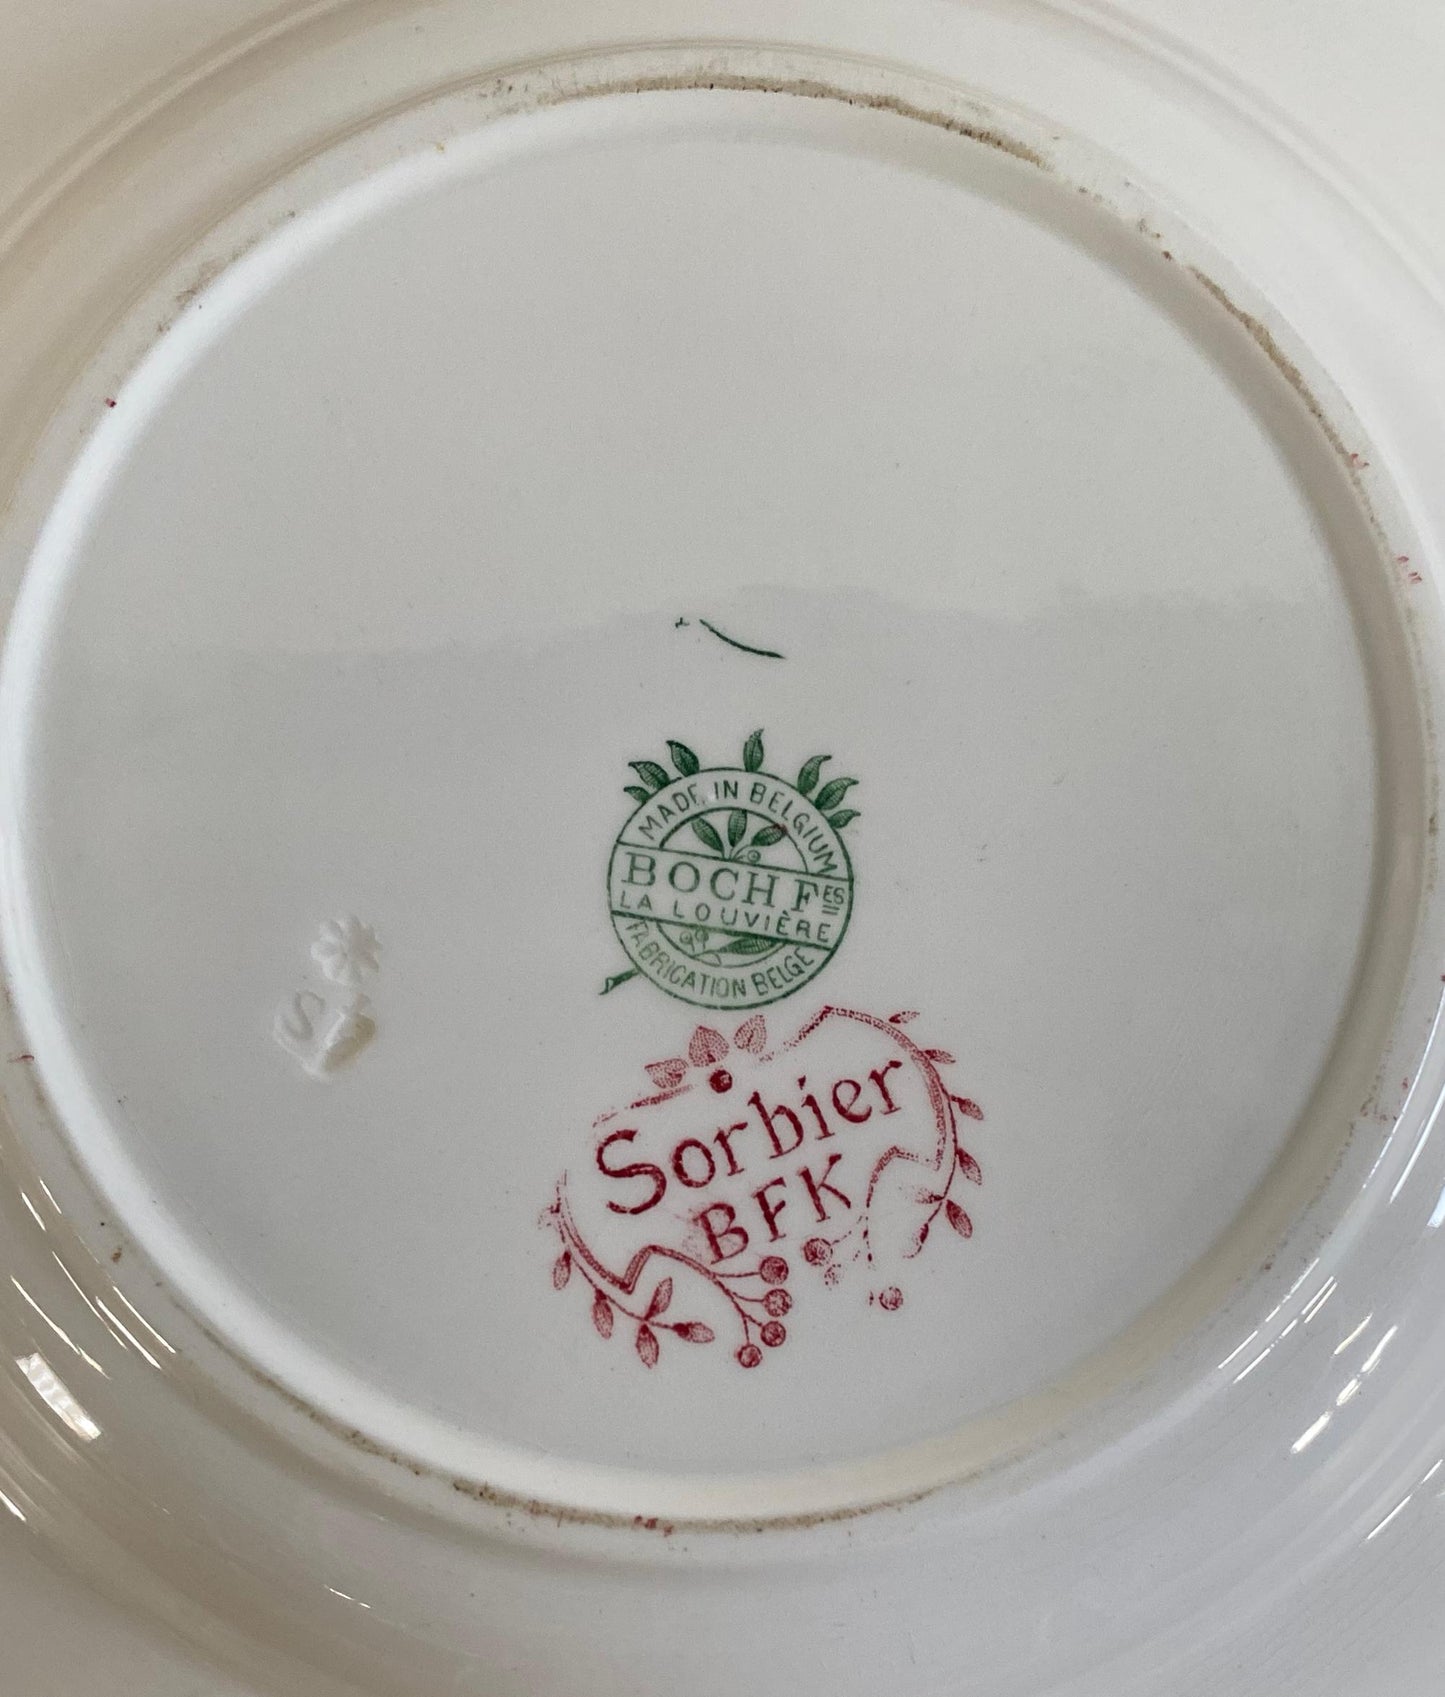 MADE IN BELGIUM
BOCH FES
LA LOUVIÈRE
FABRICATION BELGE
Sorbier
BFK